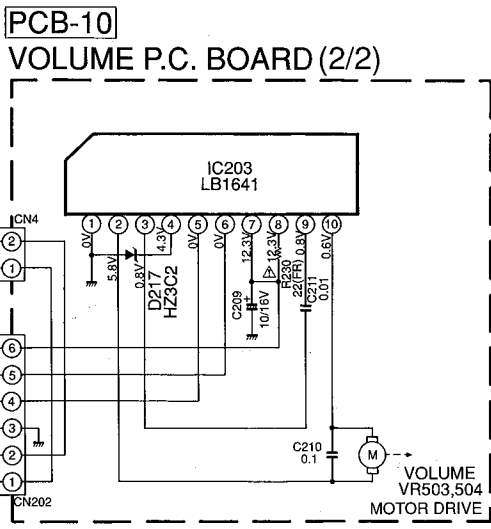 PCB-10
VOLUME P.C. BOARD (2/2)
IC203
LB1641
1 2 3 4 5 6 7 8 9 10
0V
5.8V
0.8V
4.3V
0V
0V
12.3V
12.3V
0.8V
0.6V
CN4
2
1
D217
HZ3C2
C209
+
10/16V
R230
22(FR)
C211
0.01
6
5
4
3
2
1
CN202
C210
0.1
M
VOLUME
VR503,504
MOTOR DRIVE